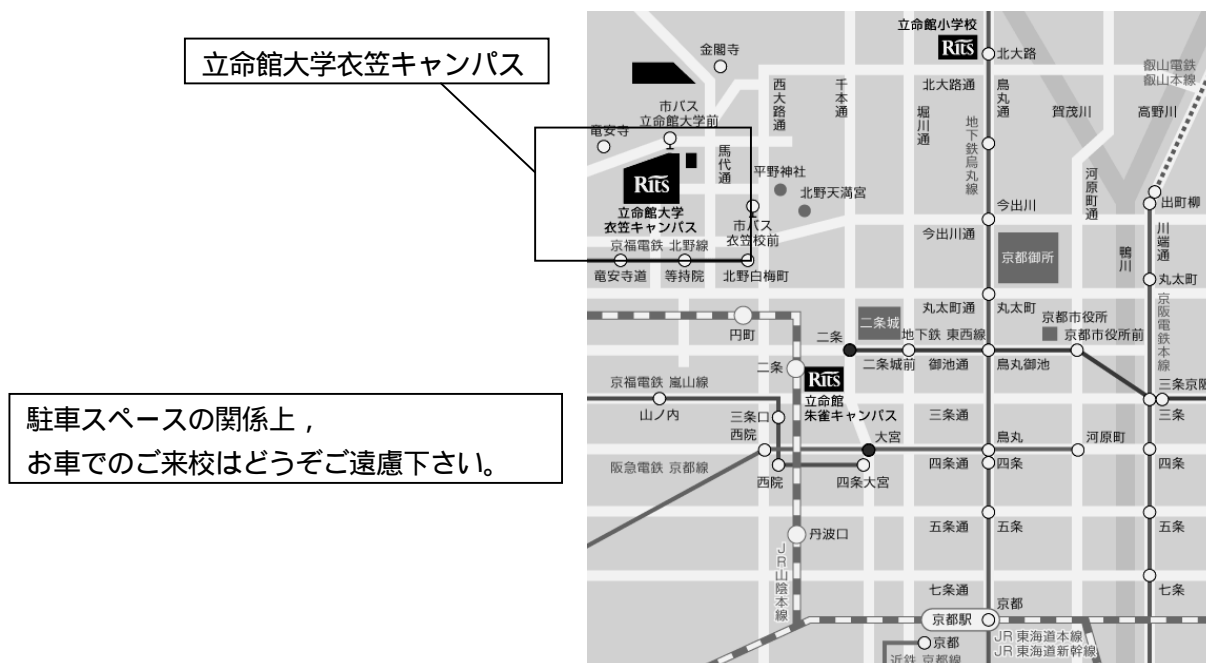 立命館大学衣笠キャンパス
駐車スペースの関係上，
お車でのご来校はどうぞご遠慮下さい。
立命館小学校
Rits
北大路
金閣寺
叡山電鉄
叡山本線
北大路通
西大路通
千本通
堀川通
烏丸通
賀茂川
高野川
市バス
立命館大学前
竜安寺
地下鉄烏丸線
馬代通
平野神社
北野天満宮
河原町通
Rits
立命館大学
衣笠キャンパス
市バス
衣笠校前
今出川
出町柳
今出川通
川端通
京福電鉄 北野線
京都御所
鴨川
竜安寺道
等持院
北野白梅町
丸太町
丸太町通
丸太町
京阪電鉄本線
二条城
京都市役所
円町
二条
地下鉄 東西線
京都市役所前
二条城前
御池通
烏丸御池
二条
Rits
立命館
朱雀キャンパス
京福電鉄 嵐山線
三条京阪
山ノ内
三条口
三条通
三条
西院
大宮
烏丸
河原町
阪急電鉄 京都線
四条通
四条
四条
西院
四条大宮
丹波口
五条通
五条
五条
JR山陰本線
七条通
七条
京都
京都駅
京都
JR 東海道本線
JR 東海道新幹線
近鉄 京都線